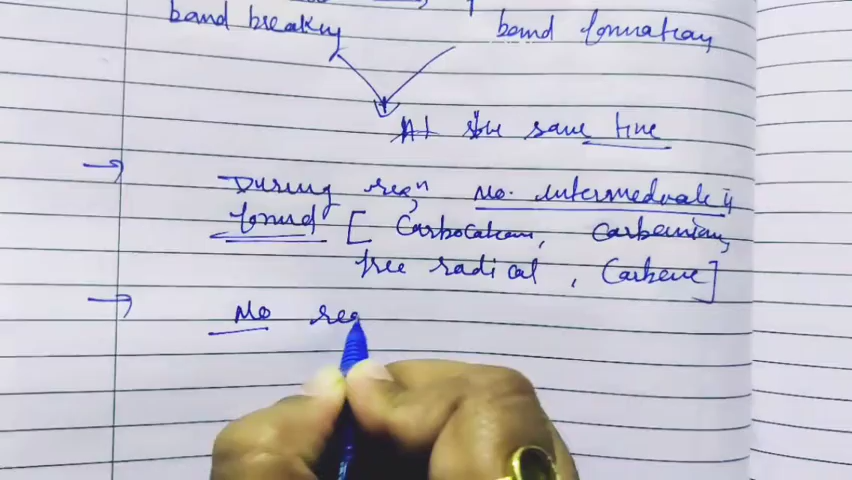 bond breaking bond formation
At the same time
→ During reaⁿ, No. intermediate is
formed [Carbocation, Carbanion,
free radical, Carbene]
→ No rea